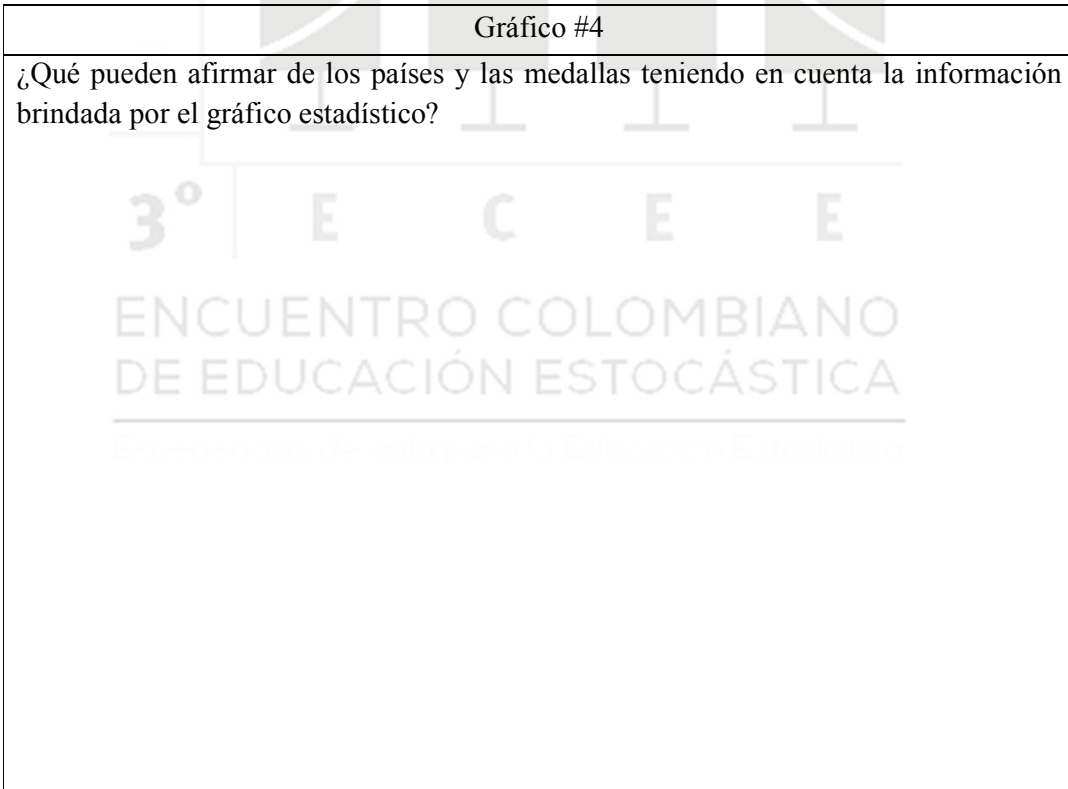 Gráfico #4
¿Qué pueden afirmar de los países y las medallas teniendo en cuenta la información
brindada por el gráfico estadístico?
3° E C E E
ENCUENTRO COLOMBIANO
DE EDUCACIÓN ESTOCÁSTICA